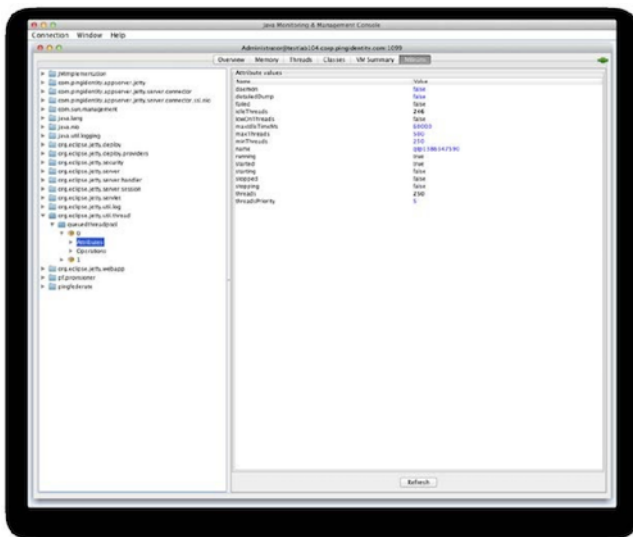 Java Monitoring & Management Console
Connection Window Help
Administrator@testlab104.corp.pingidentity.com:1099
Overview Memory Threads Classes VM Summary MBeans
JMImplementation
com.pingidentity.appserver.jetty
com.pingidentity.appserver.jetty.server.connector
com.pingidentity.appserver.jetty.server.connector.ssl.nio
com.sun.management
java.lang
java.nio
java.util.logging
org.eclipse.jetty.deploy
org.eclipse.jetty.deploy.providers
org.eclipse.jetty.security
org.eclipse.jetty.server
org.eclipse.jetty.server.handler
org.eclipse.jetty.server.session
org.eclipse.jetty.servlet
org.eclipse.jetty.util.log
org.eclipse.jetty.util.thread
queuedthreadpool
0
Attributes
Operations
1
org.eclipse.jetty.webapp
pf.provisioner
pingfederate
Attribute values
Name Value
daemon false
detailedDump false
failed false
idleThreads 246
lowOnThreads false
maxIdleTimeMs 60000
maxThreads 500
minThreads 250
name
running true
started true
starting false
stopped false
stopping false
threads 250
threadsPriority 5
Refresh